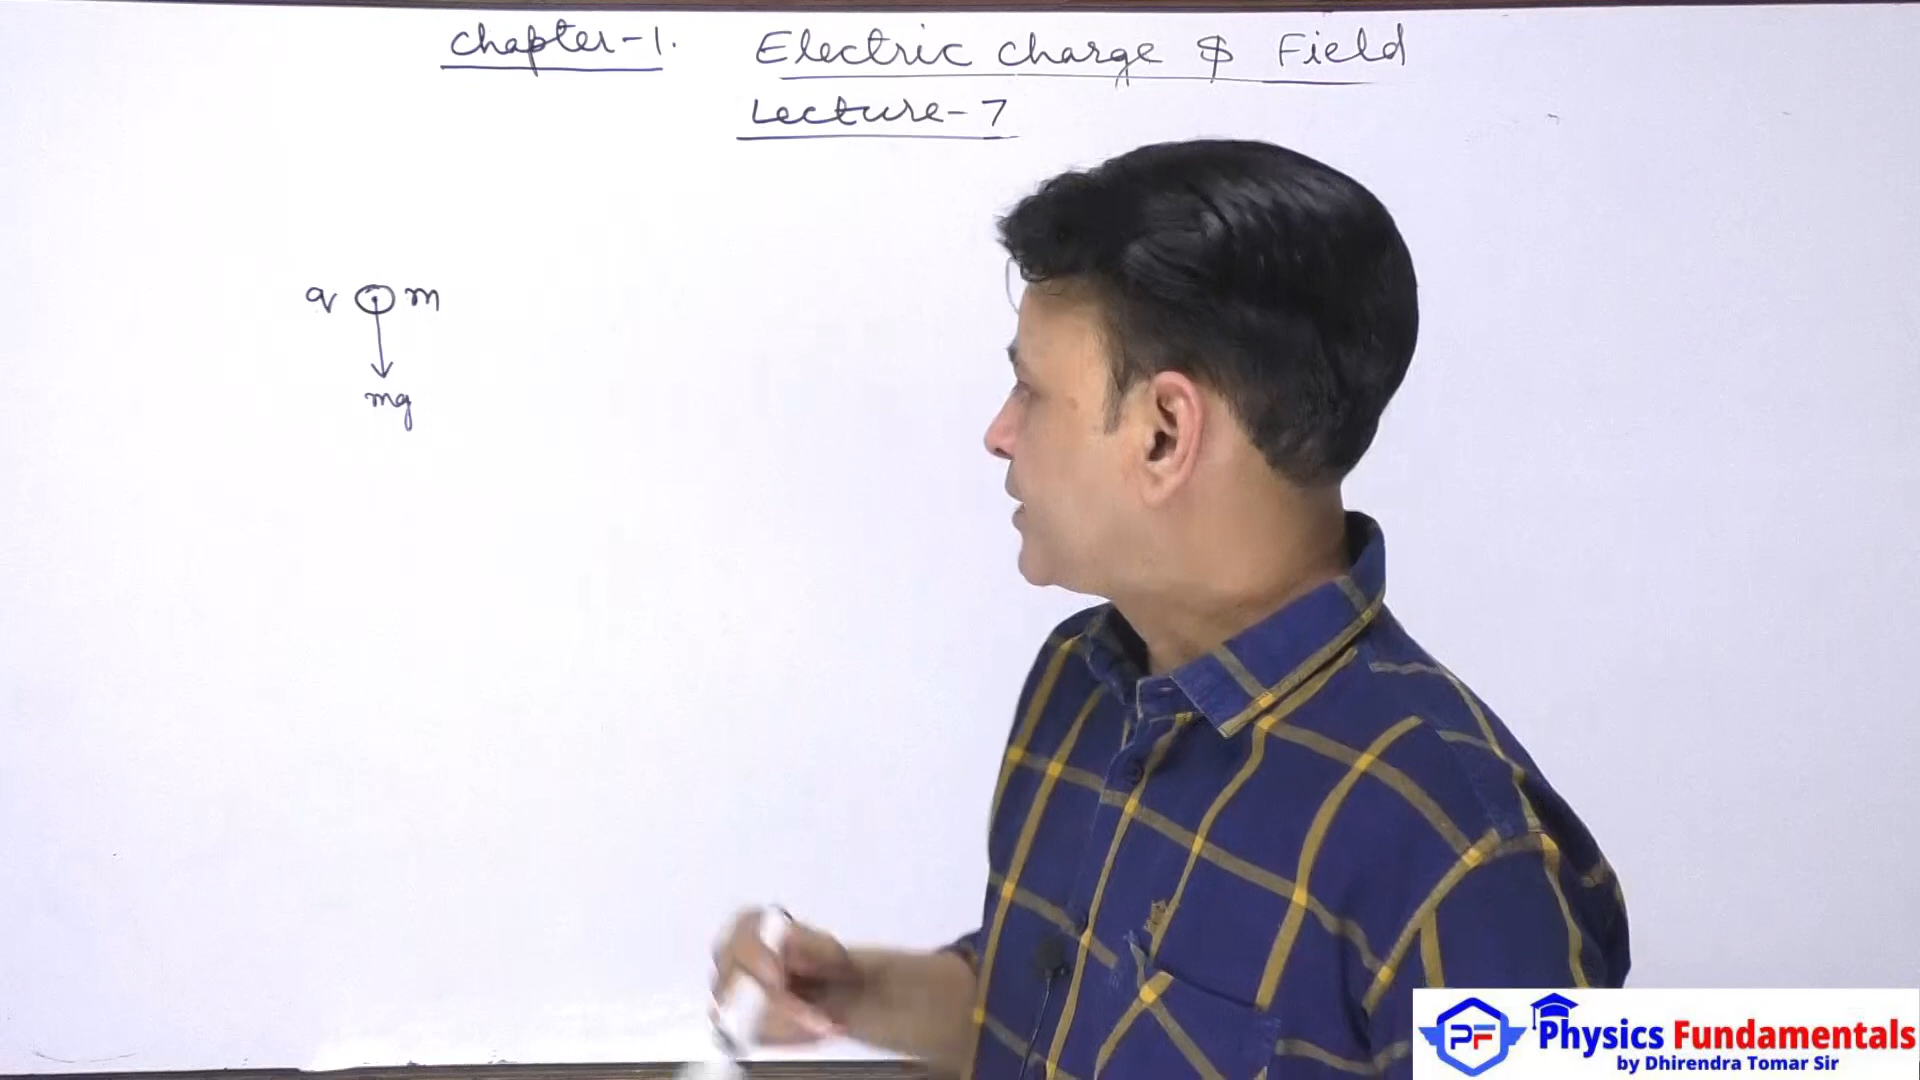 Chapter-1. Electric Charge & Field
Lecture-7
q m
mg
PF Physics Fundamentals
by Dhirendra Tomar Sir